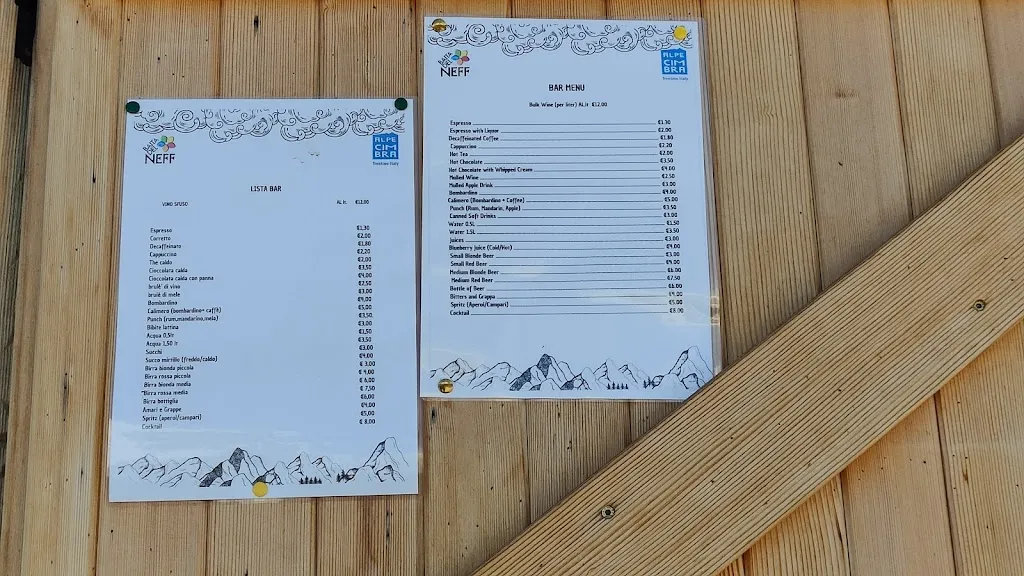 BAITA
DEL
NEFF
ALPE
CIM
BRA
Trentino Italy
LISTA BAR
VINO SFUSO AL lt. €12,00
Espresso €1,30
Corretto €2,00
Decaffeinato €1,80
Cappuccino €2,20
The caldo €2,00
Cioccolata calda €3,50
Cioccolata calda con panna €4,00
brulè di vino €2,50
brulè di mele €3,00
Bombardino €4,00
Calimero (bombardino+ caffè) €5,00
Punch (rum,mandarino,mela) €3,50
Bibite lattina €3,00
Acqua 0,5lt €1,50
Acqua 1,50 lt €3,50
Succhi €3,00
Succo mirtillo (freddo/caldo) €4,00
Birra bionda piccola € 3,00
Birra rossa piccola € 4,00
Birra bionda media € 6,00
Birra rossa media € 7,50
Birra bottiglia €6,00
Amari e Grappe €4,00
Spritz (aperol/campari) €5,00
Cocktail € 8,00
BAITA
DEL
NEFF
ALPE
CIM
BRA
Trentino Italy
BAR MENU
Bulk Wine (per liter) AL lt €12,00
Espresso €1,30
Espresso with Liquor €2,00
Decaffeinated Coffee €1,80
Cappuccino €2,20
Hot Tea €2,00
Hot Chocolate €3,50
Hot Chocolate with Whipped Cream €4,00
Mulled Wine €2,50
Mulled Apple Drink €3,00
Bombardino €4,00
Calimero (Bombardino + Coffee) €5,00
Punch (Rum, Mandarin, Apple) €3,50
Canned Soft Drinks €3,00
Water 0.5L €1,50
Water 1.5L €3,50
Juices €3,00
Blueberry Juice (Cold/Hot) €4,00
Small Blonde Beer €3,00
Small Red Beer €4,00
Medium Blonde Beer €6,00
Medium Red Beer €7,50
Bottle of Beer €6,00
Bitters and Grappa €4,00
Spritz (Aperol/Campari) €5,00
Cocktail €8,00